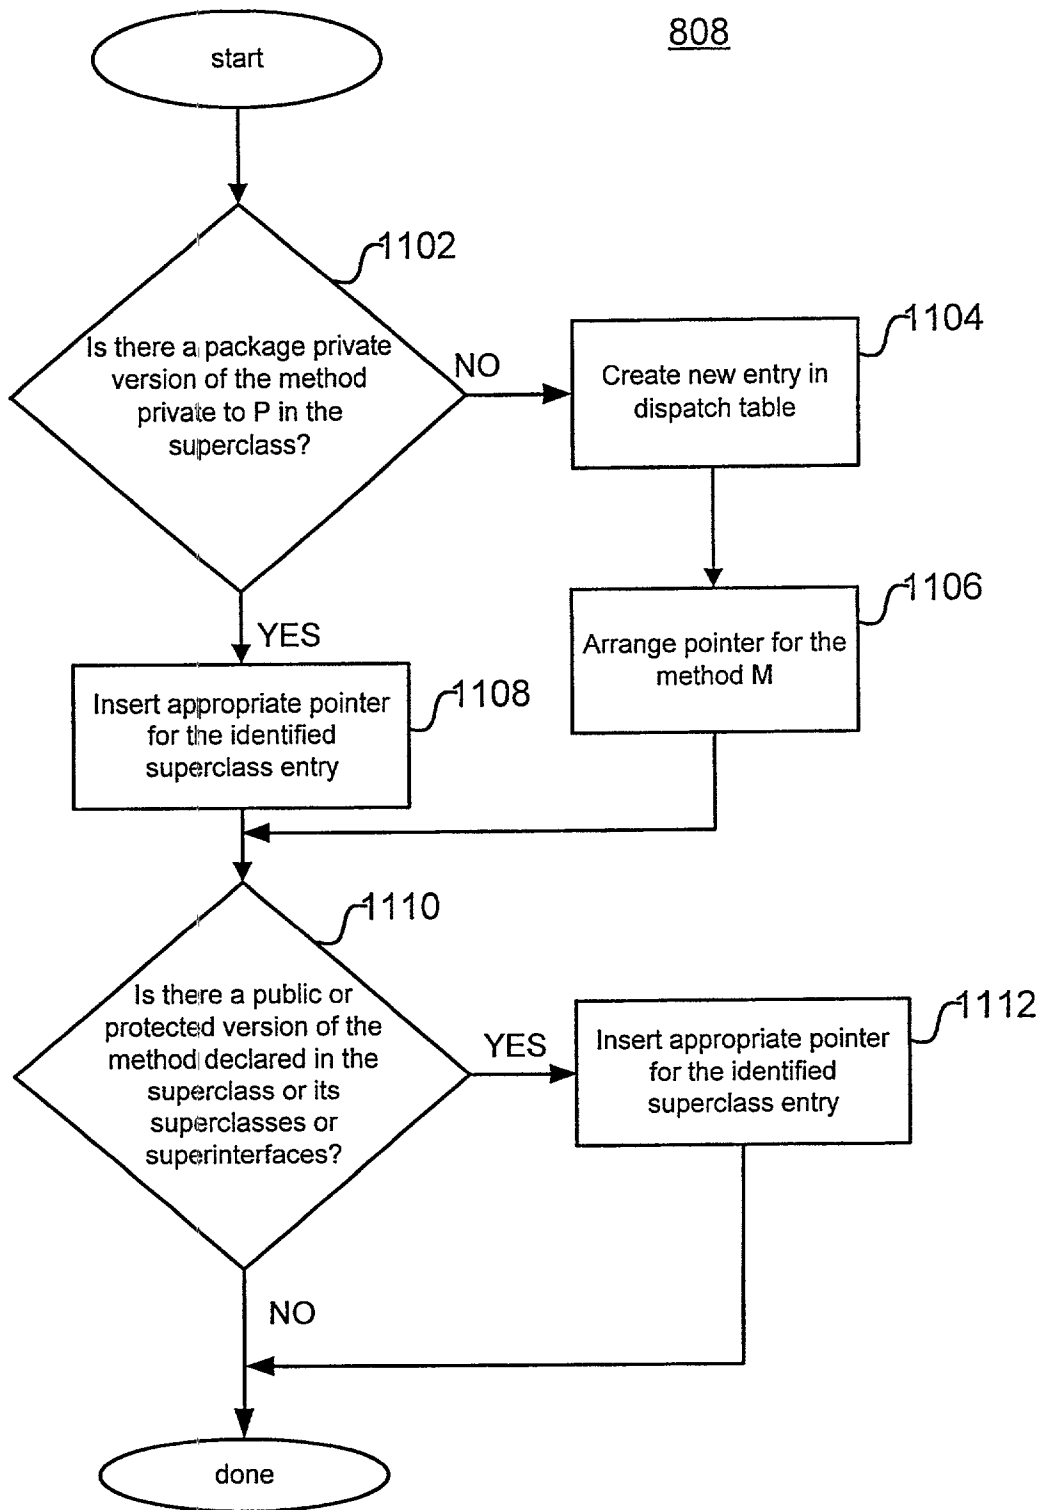 808
start
1102
Is there a package private
version of the method
private to P in the
superclass?
NO
1104
Create new entry in
dispatch table
1106
Arrange pointer for the
method M
YES
1108
Insert appropriate pointer
for the identified
superclass entry
1110
Is there a public or
protected version of the
method declared in the
superclass or its
superclasses or
superinterfaces?
YES
1112
Insert appropriate pointer
for the identified
superclass entry
NO
done